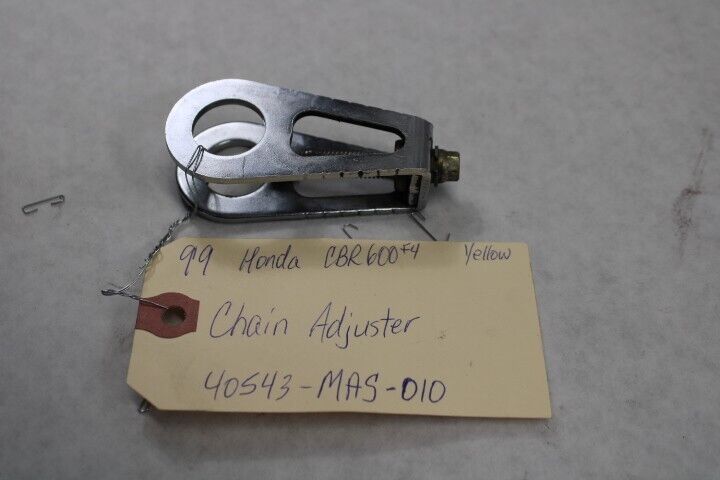 99 Honda CBR600F4 Yellow
Chain Adjuster
40543-MAS-010